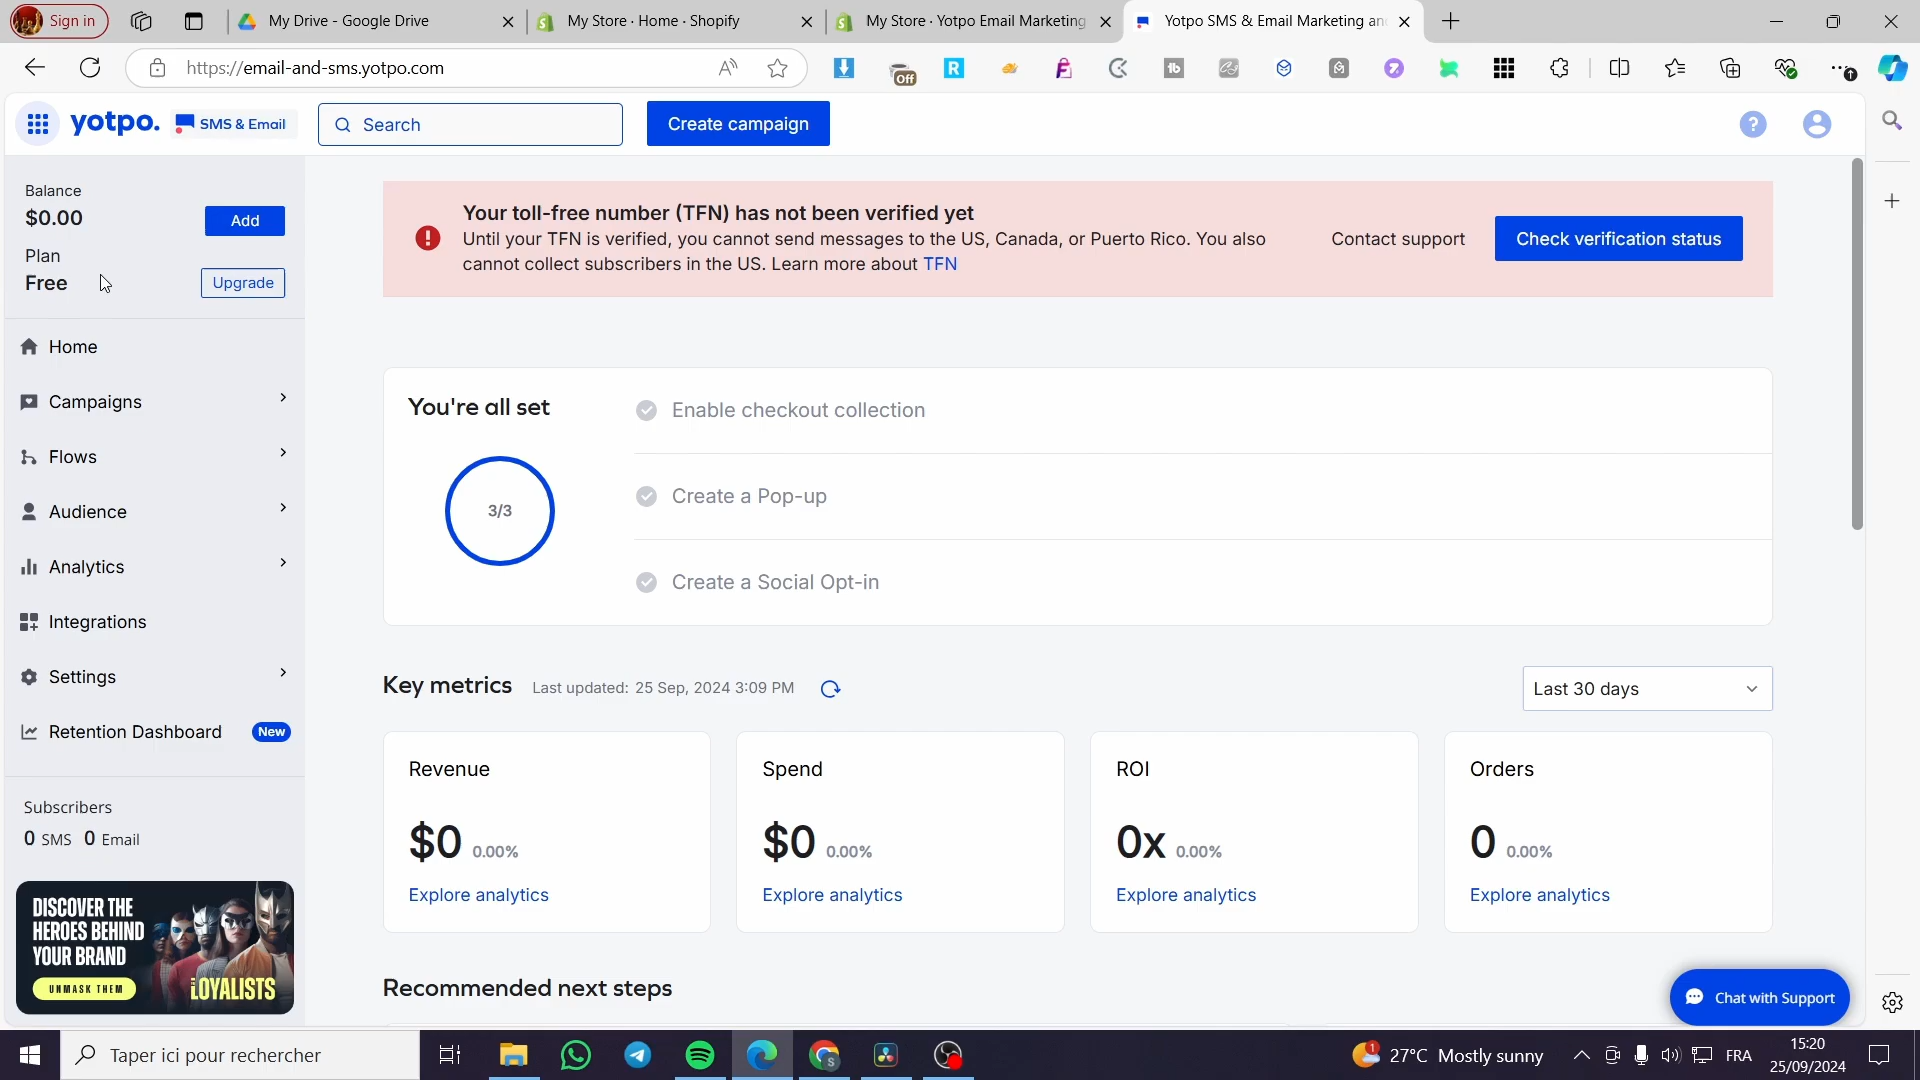 Sign in
My Drive - Google Drive
My Store · Home · Shopify
My Store · Yotpo Email Marketing
Yotpo SMS & Email Marketing an
https://email-and-sms.yotpo.com
Off
yotpo.
SMS & Email
Search
Create campaign
?
Balance
$0.00
Add
Plan
Free
Upgrade
Home
Campaigns
Flows
Audience
Analytics
Integrations
Settings
Retention Dashboard
New
Subscribers
0 SMS 0 Email
DISCOVER THE
HEROES BEHIND
YOUR BRAND
UNMASK THEM
LOYALISTS
Your toll-free number (TFN) has not been verified yet
Until your TFN is verified, you cannot send messages to the US, Canada, or Puerto Rico. You also
cannot collect subscribers in the US. Learn more about TFN
Contact support
Check verification status
You're all set
3/3
Enable checkout collection
Create a Pop-up
Create a Social Opt-in
Key metrics
Last updated: 25 Sep, 2024 3:09 PM
Last 30 days
Revenue
$0 0.00%
Explore analytics
Spend
$0 0.00%
Explore analytics
ROI
0x 0.00%
Explore analytics
Orders
0 0.00%
Explore analytics
Recommended next steps
Chat with Support
Taper ici pour rechercher
1
27°C Mostly sunny
FRA
15:20
25/09/2024